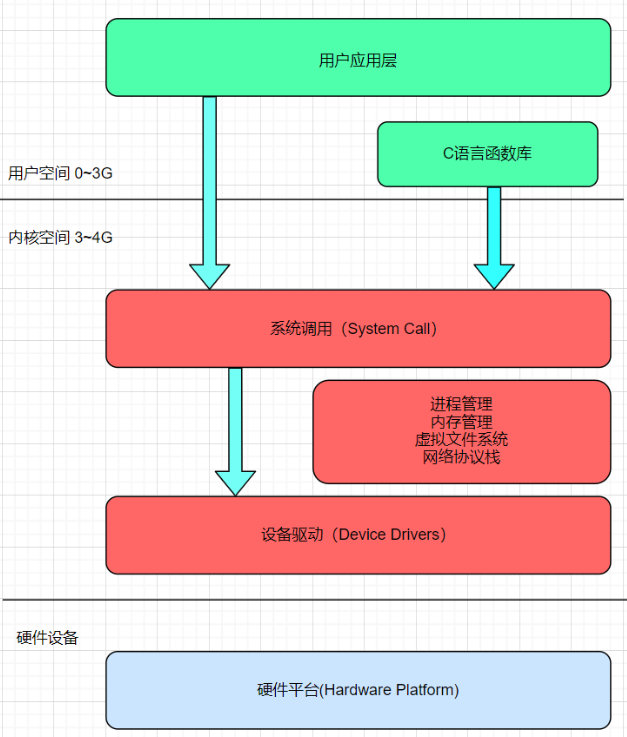 用户应用层
C语言函数库
用户空间 0~3G
内核空间 3~4G
系统调用（System Call）
进程管理
内存管理
虚拟文件系统
网络协议栈
设备驱动（Device Drivers）
硬件设备
硬件平台(Hardware Platform)